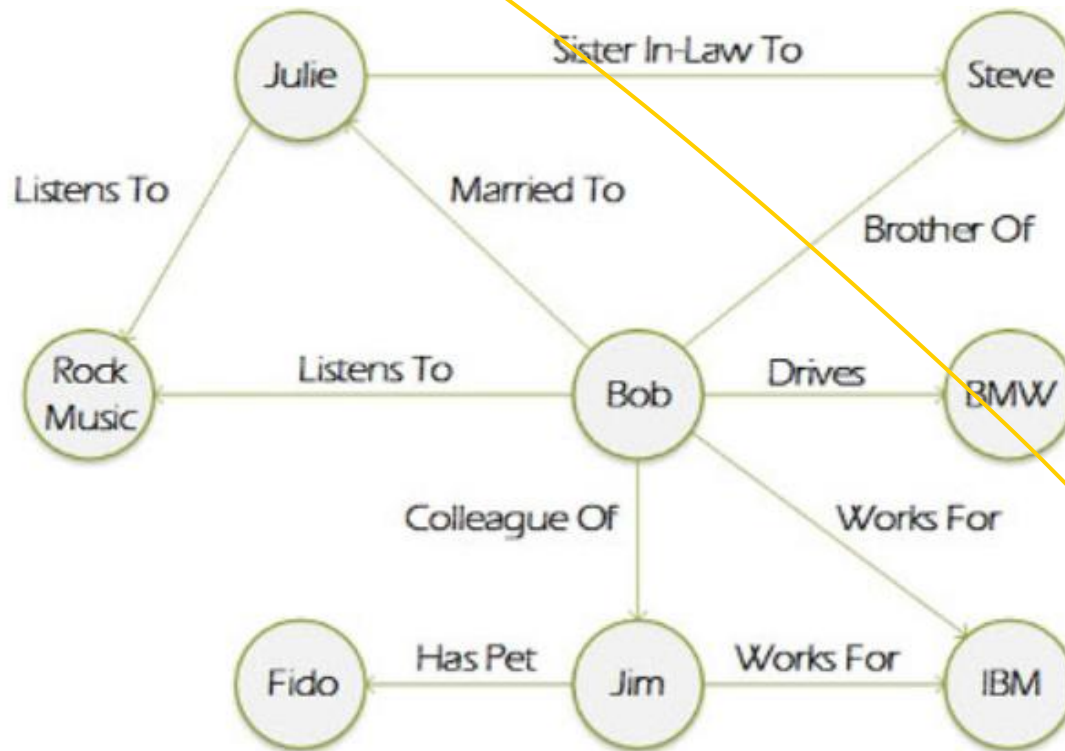 Sister In-Law To
Julie
Steve
Listens To
Married To
Brother Of
Rock
Music
Listens To
Bob
Drives
BMW
Colleague Of
Works For
Fido
Has Pet
Jim
Works For
IBM